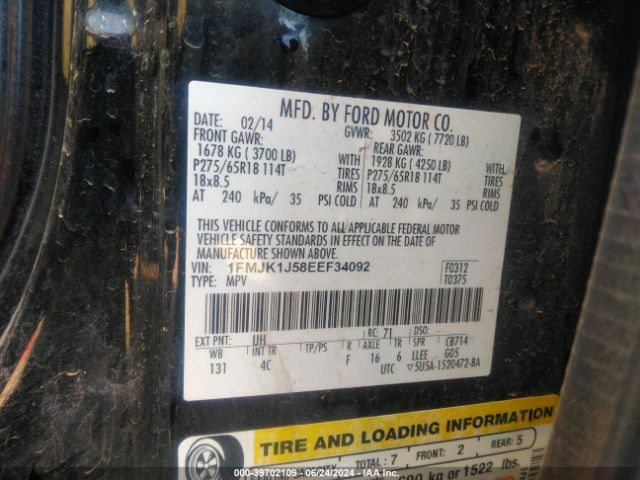 MFD. BY FORD MOTOR CO.
DATE: 02/14 GVWR: 3502 KG ( 7720 LB)
FRONT GAWR: REAR GAWR:
1678 KG ( 3700 LB) WITH 1928 KG ( 4250 LB) WITH
P275/65R18 114T TIRES P275/65R18 114T TIRES
18x8.5 RIMS 18x8.5 RIMS
AT 240 kPa/ 35 PSI COLD AT 240 kPa/ 35 PSI COLD
THIS VEHICLE CONFORMS TO ALL APPLICABLE FEDERAL MOTOR
VEHICLE SAFETY STANDARDS IN EFFECT ON THE DATE OF
MANUFACTURE SHOWN ABOVE.
VIN: 1FMJK1J58EEF34092 F0312
TYPE: MPV T0375
EXT PNT: UH RC: 71 DSO:
WB INT TR TP/PS R AXLE TR SPR CB714
131 4C F 16 6 LLEE G05
UTC ▽5U5A-1520472-BA
TIRE AND LOADING INFORMATION
TOTAL: 7 FRONT: 2 REAR: 5
kg or 1522 lbs.
000-39702109 - 06/24/2024 - IAA Inc.